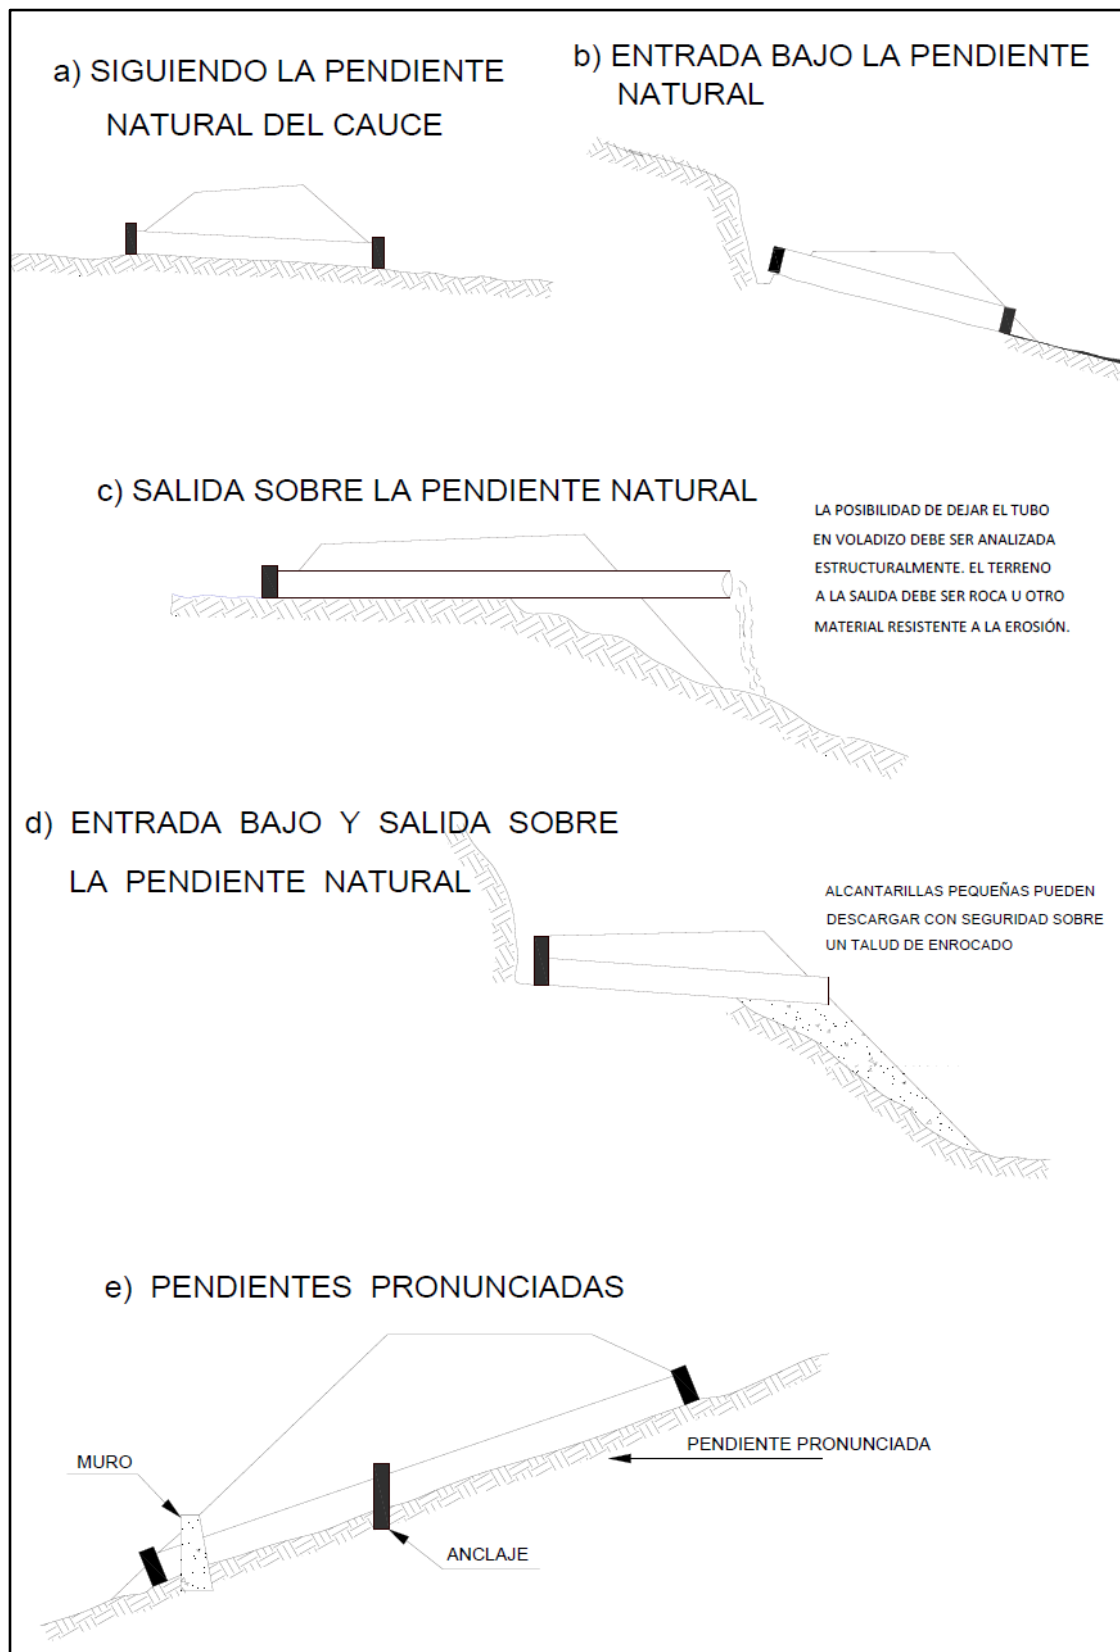 a) SIGUIENDO LA PENDIENTE
NATURAL DEL CAUCE
b) ENTRADA BAJO LA PENDIENTE
NATURAL
c) SALIDA SOBRE LA PENDIENTE NATURAL
LA POSIBILIDAD DE DEJAR EL TUBO
EN VOLADIZO DEBE SER ANALIZADA
ESTRUCTURALMENTE. EL TERRENO
A LA SALIDA DEBE SER ROCA U OTRO
MATERIAL RESISTENTE A LA EROSIÓN.
d) ENTRADA BAJO Y SALIDA SOBRE
LA PENDIENTE NATURAL
ALCANTARILLAS PEQUEÑAS PUEDEN
DESCARGAR CON SEGURIDAD SOBRE
UN TALUD DE ENROCADO
e) PENDIENTES PRONUNCIADAS
PENDIENTE PRONUNCIADA
MURO
ANCLAJE